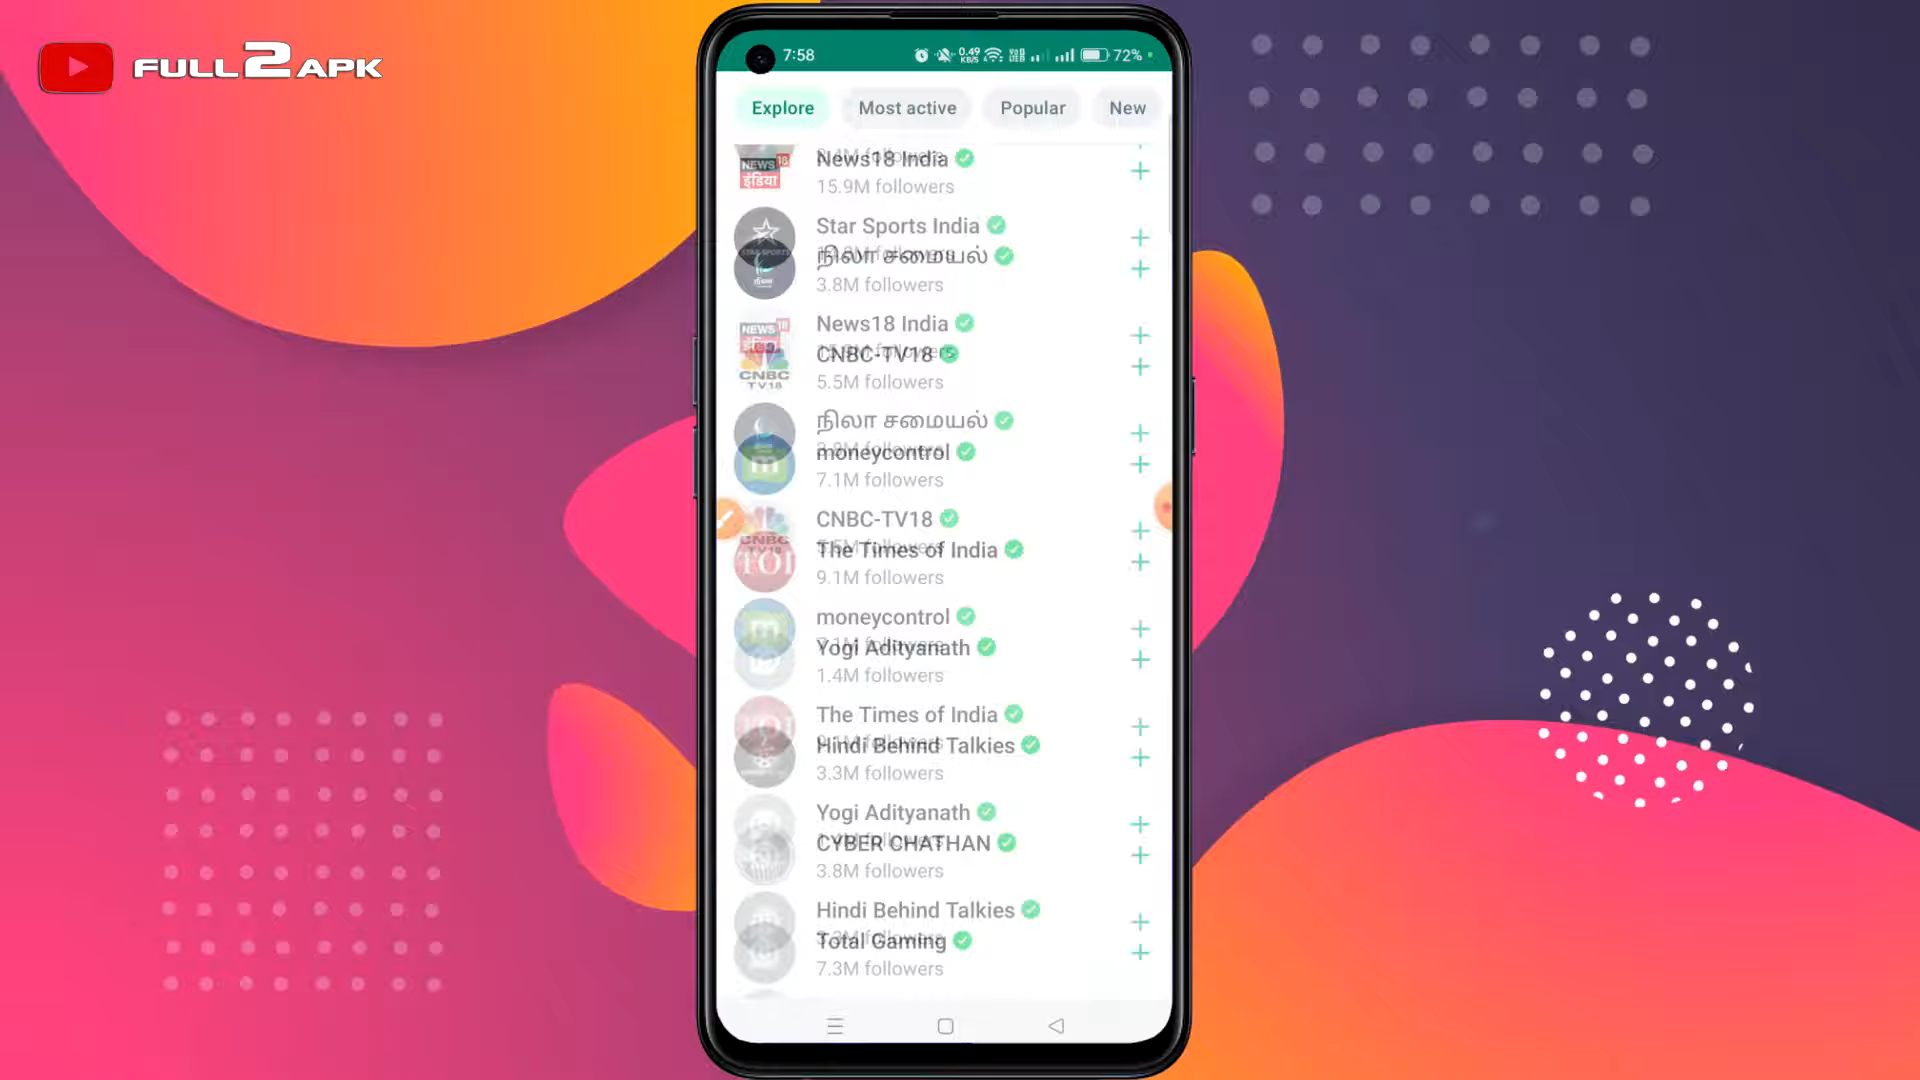 FULL2APK
7:58
0.49 KB/S
72%
Explore Most active Popular New
News18 India
15.9M followers
Star Sports India
நிலா சமையல்
3.8M followers
News18 India
CNBC-TV18
5.5M followers
நிலா சமையல்
moneycontrol
7.1M followers
CNBC-TV18
The Times of India
9.1M followers
moneycontrol
Yogi Adityanath
1.4M followers
The Times of India
Hindi Behind Talkies
3.3M followers
Yogi Adityanath
CYBER CHATHAN
3.8M followers
Hindi Behind Talkies
Total Gaming
7.3M followers